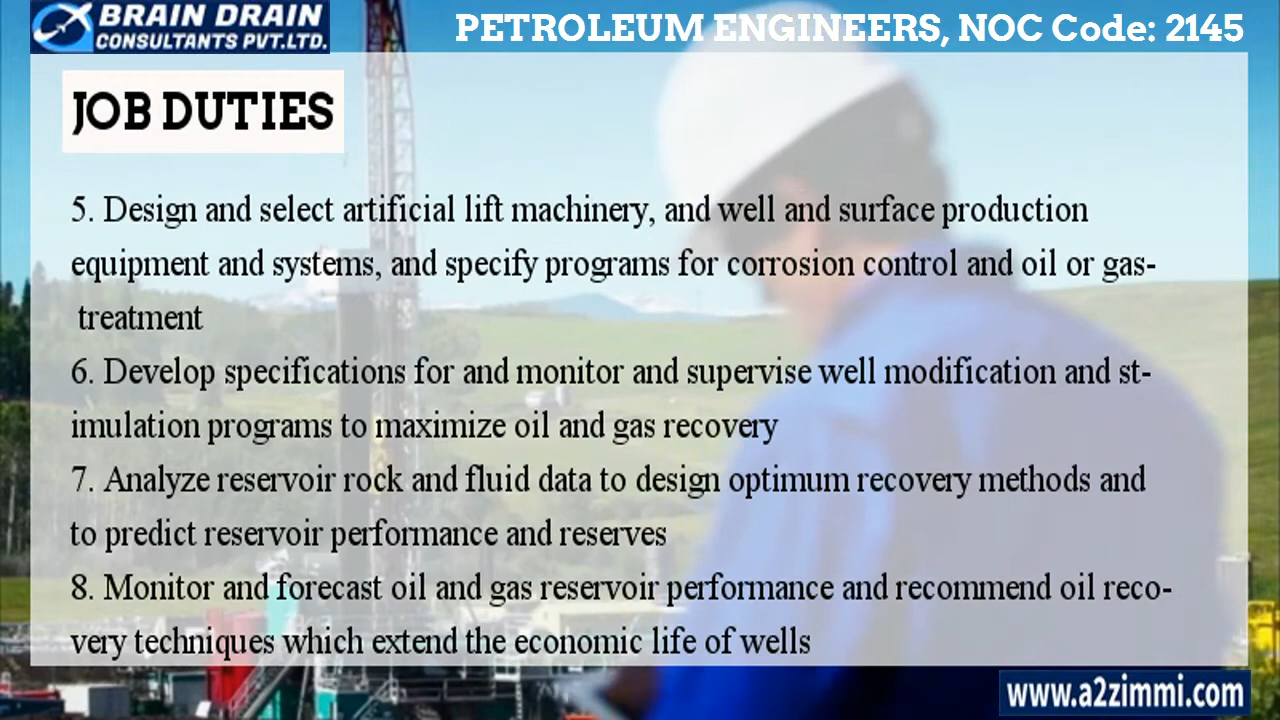 BRAIN DRAIN
CONSULTANTS PVT.LTD.
PETROLEUM ENGINEERS, NOC Code: 2145
JOB DUTIES
5. Design and select artificial lift machinery, and well and surface production
equipment and systems, and specify programs for corrosion control and oil or gas-
treatment
6. Develop specifications for and monitor and supervise well modification and st-
imulation programs to maximize oil and gas recovery
7. Analyze reservoir rock and fluid data to design optimum recovery methods and
to predict reservoir performance and reserves
8. Monitor and forecast oil and gas reservoir performance and recommend oil reco-
very techniques which extend the economic life of wells
www.a2zimmi.com